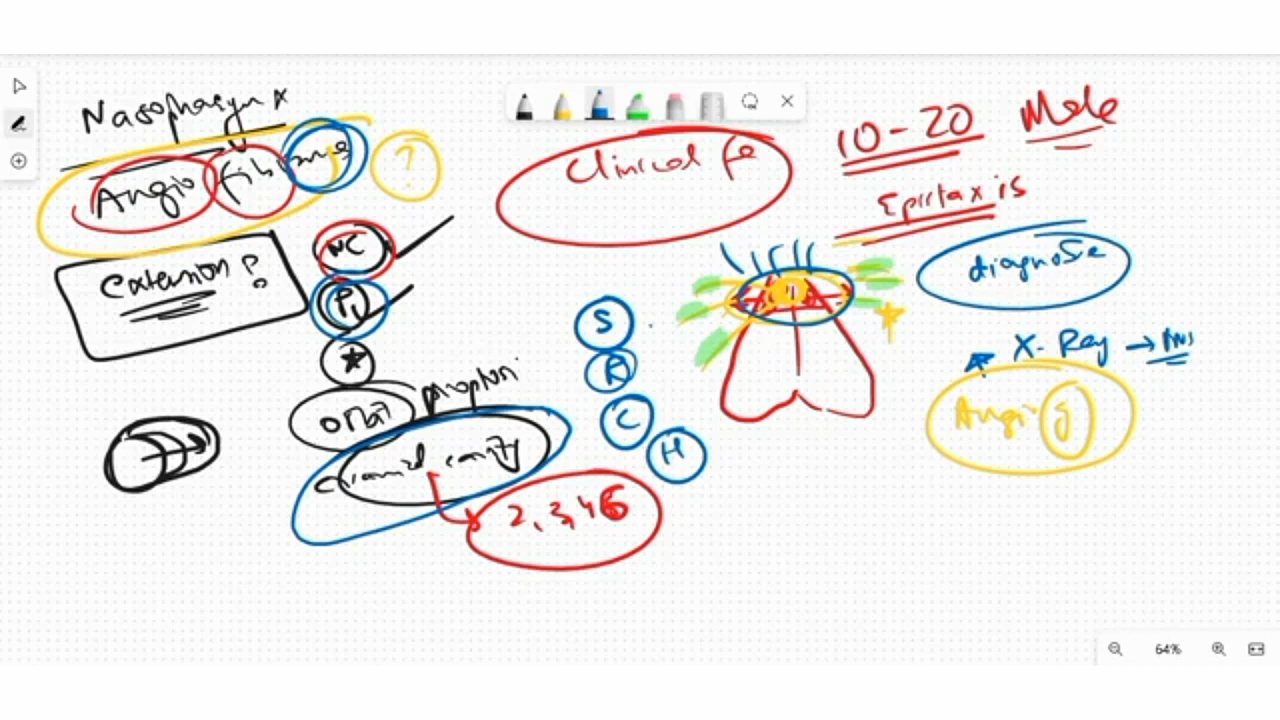 Nasopharynx
Angio fibroma ?
Extension ?
NC
P
Orbit
cranial cavity
2, 3, 4 6
S
R
C
H
Clinical fe
10-20 Male
Epistaxis
diagnose
X-Ray →
Angio g
64%